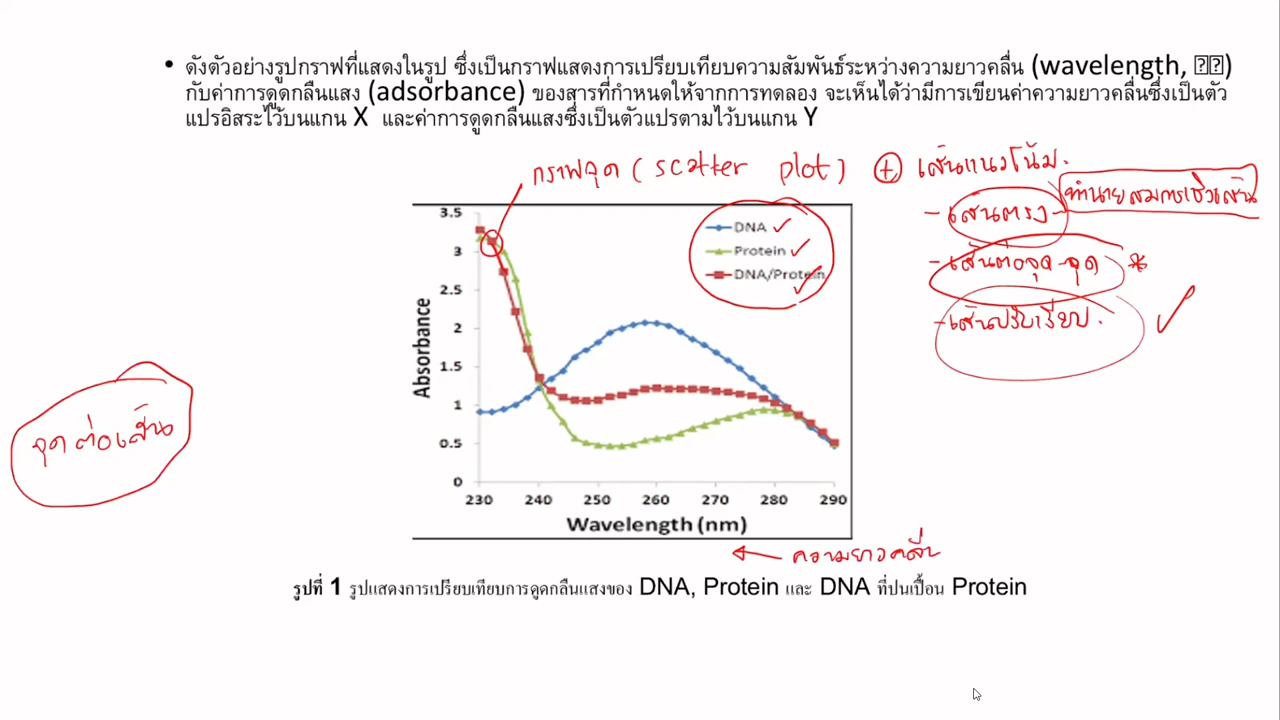 • ดังตัวอย่างรูปกราฟที่แสดงในรูป ซึ่งเป็นกราฟแสดงการเปรียบเทียบความสัมพันธ์ระหว่างความยาวคลื่น (wavelength, )
กับค่าการดูดกลืนแสง (adsorbance) ของสารที่กำหนดให้จากการทดลอง จะเห็นได้ว่ามีการเขียนค่าความยาวคลื่นซึ่งเป็นตัว
แปรอิสระไว้บนแกน X และค่าการดูดกลืนแสงซึ่งเป็นตัวแปรตามไว้บนแกน Y
กราฟจุด (scatter plot) + เส้นแนวโน้ม.
- เส้นตรง - ทำนายสมการเชิงเส้น
- เส้นต่อจุด-จุด *
- เส้นปรับเรียบ. ✓
จุดต่อเส้น
3.5
3
2.5
2
1.5
1
0.5
0
Absorbance
DNA ✓
Protein ✓
DNA/Protein ✓
230 240 250 260 270 280 290
Wavelength (nm)
← ความยาวคลื่น
รูปที่ 1 รูปแสดงการเปรียบเทียบการดูดกลืนแสงของ DNA, Protein และ DNA ที่ปนเปื้อน Protein